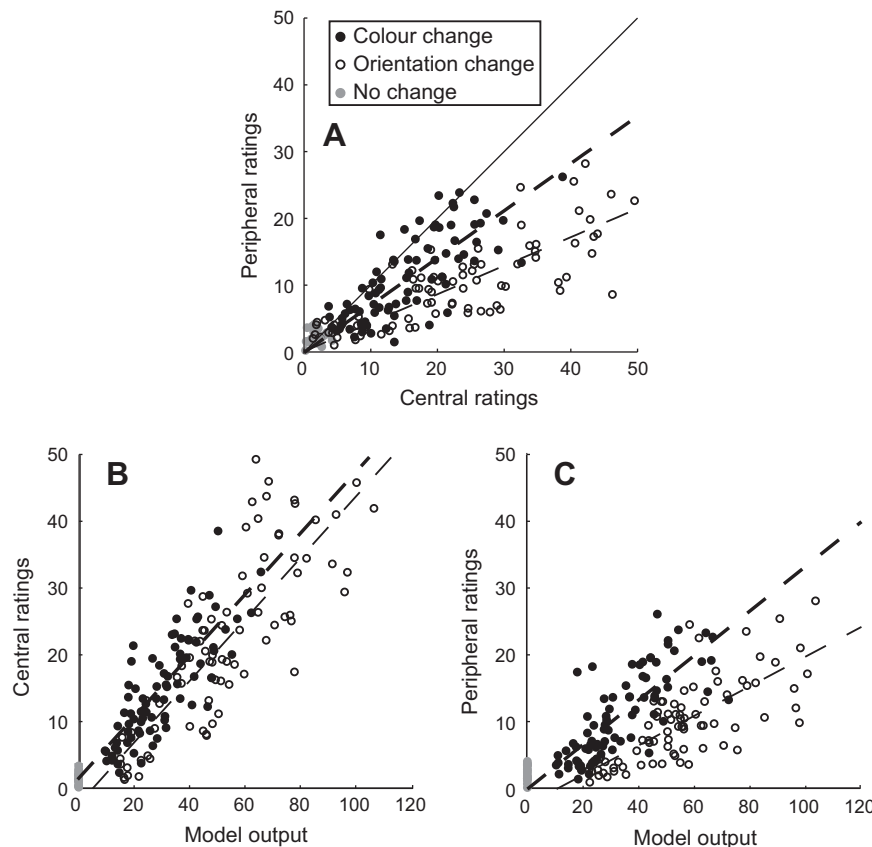 50
40
30
20
10
0
Peripheral ratings
Colour change
Orientation change
No change
A
0 10 20 30 40 50
Central ratings
50
40
30
20
10
0
Central ratings
B
0 20 40 60 80 100 120
Model output
50
40
30
20
10
0
Peripheral ratings
C
0 20 40 60 80 100 120
Model output